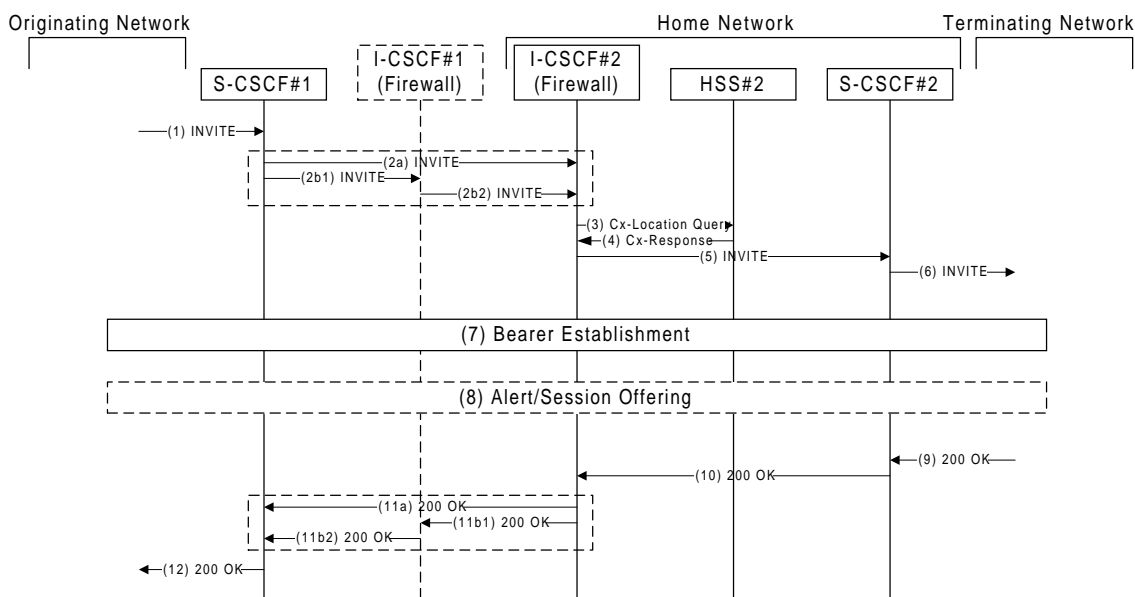 Originating Network
Home Network
Terminating Network
S-CSCF#1
I-CSCF#1
(Firewall)
I-CSCF#2
(Firewall)
HSS#2
S-CSCF#2
(1) INVITE
(2a) INVITE
(2b1) INVITE
(2b2) INVITE
(3) Cx-Location Query
(4) Cx-Response
(5) INVITE
(6) INVITE
(7) Bearer Establishment
(8) Alert/Session Offering
(9) 200 OK
(10) 200 OK
(11a) 200 OK
(11b1) 200 OK
(11b2) 200 OK
(12) 200 OK